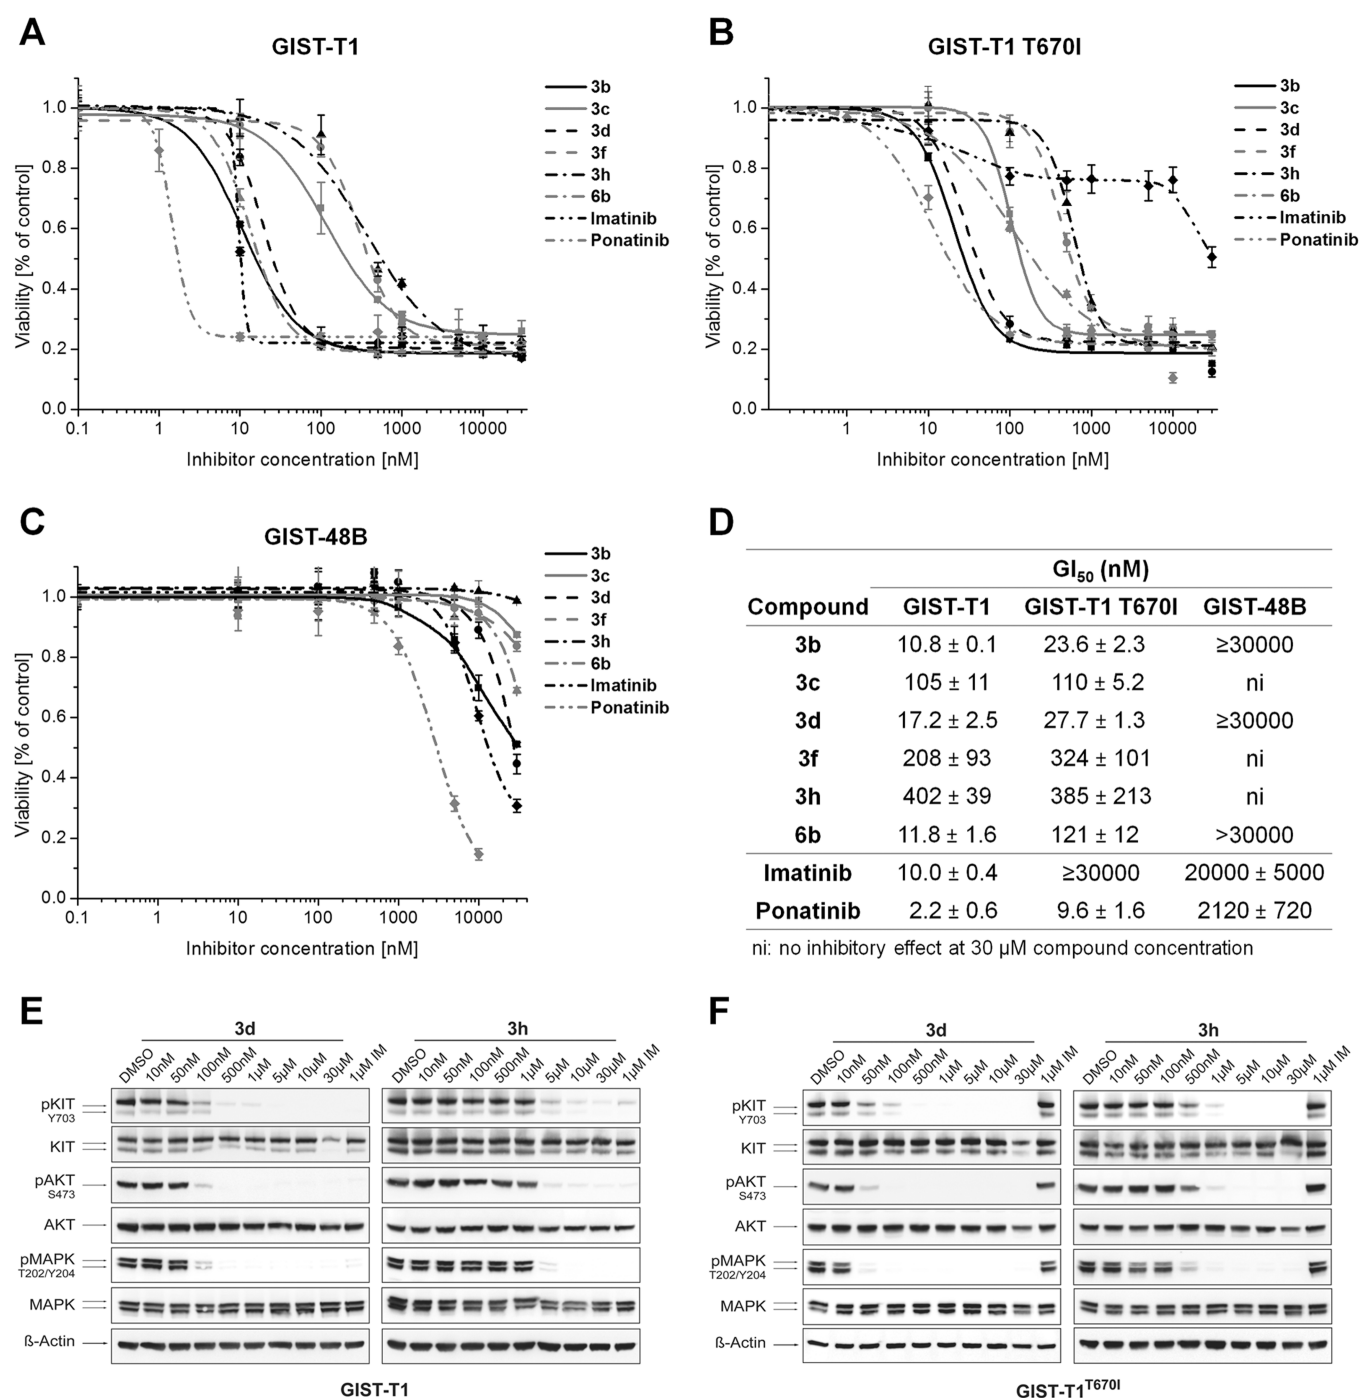 A
GIST-T1
Viability [% of control]
1.0
0.8
0.6
0.4
0.2
0.0
0.1 1 10 100 1000 10000
Inhibitor concentration [nM]
3b
3c
3d
3f
3h
6b
Imatinib
Ponatinib
B
GIST-T1 T670I
Viability [% of control]
1.0
0.8
0.6
0.4
0.2
0.0
1 10 100 1000 10000
Inhibitor concentration [nM]
3b
3c
3d
3f
3h
6b
Imatinib
Ponatinib
C
GIST-48B
Viability [% of control]
1.0
0.8
0.6
0.4
0.2
0.0
0.1 1 10 100 1000 10000
Inhibitor concentration [nM]
3b
3c
3d
3f
3h
6b
Imatinib
Ponatinib
D
GI50 (nM)
Compound GIST-T1 GIST-T1 T670I GIST-48B
3b 10.8 ± 0.1 23.6 ± 2.3 ≥30000
3c 105 ± 11 110 ± 5.2 ni
3d 17.2 ± 2.5 27.7 ± 1.3 ≥30000
3f 208 ± 93 324 ± 101 ni
3h 402 ± 39 385 ± 213 ni
6b 11.8 ± 1.6 121 ± 12 >30000
Imatinib 10.0 ± 0.4 ≥30000 20000 ± 5000
Ponatinib 2.2 ± 0.6 9.6 ± 1.6 2120 ± 720
ni: no inhibitory effect at 30 µM compound concentration
E
3d 3h
DMSO 10nM 50nM 100nM 500nM 1µM 5µM 10µM 30µM 1µM IM DMSO 10nM 50nM 100nM 500nM 1µM 5µM 10µM 30µM 1µM IM
pKIT
Y703
KIT
pAKT
S473
AKT
pMAPK
T202/Y204
MAPK
ß-Actin
GIST-T1
F
3d 3h
DMSO 10nM 50nM 100nM 500nM 1µM 5µM 10µM 30µM 1µM IM DMSO 10nM 50nM 100nM 500nM 1µM 5µM 10µM 30µM 1µM IM
pKIT
Y703
KIT
pAKT
S473
AKT
pMAPK
T202/Y204
MAPK
ß-Actin
GIST-T1T670I